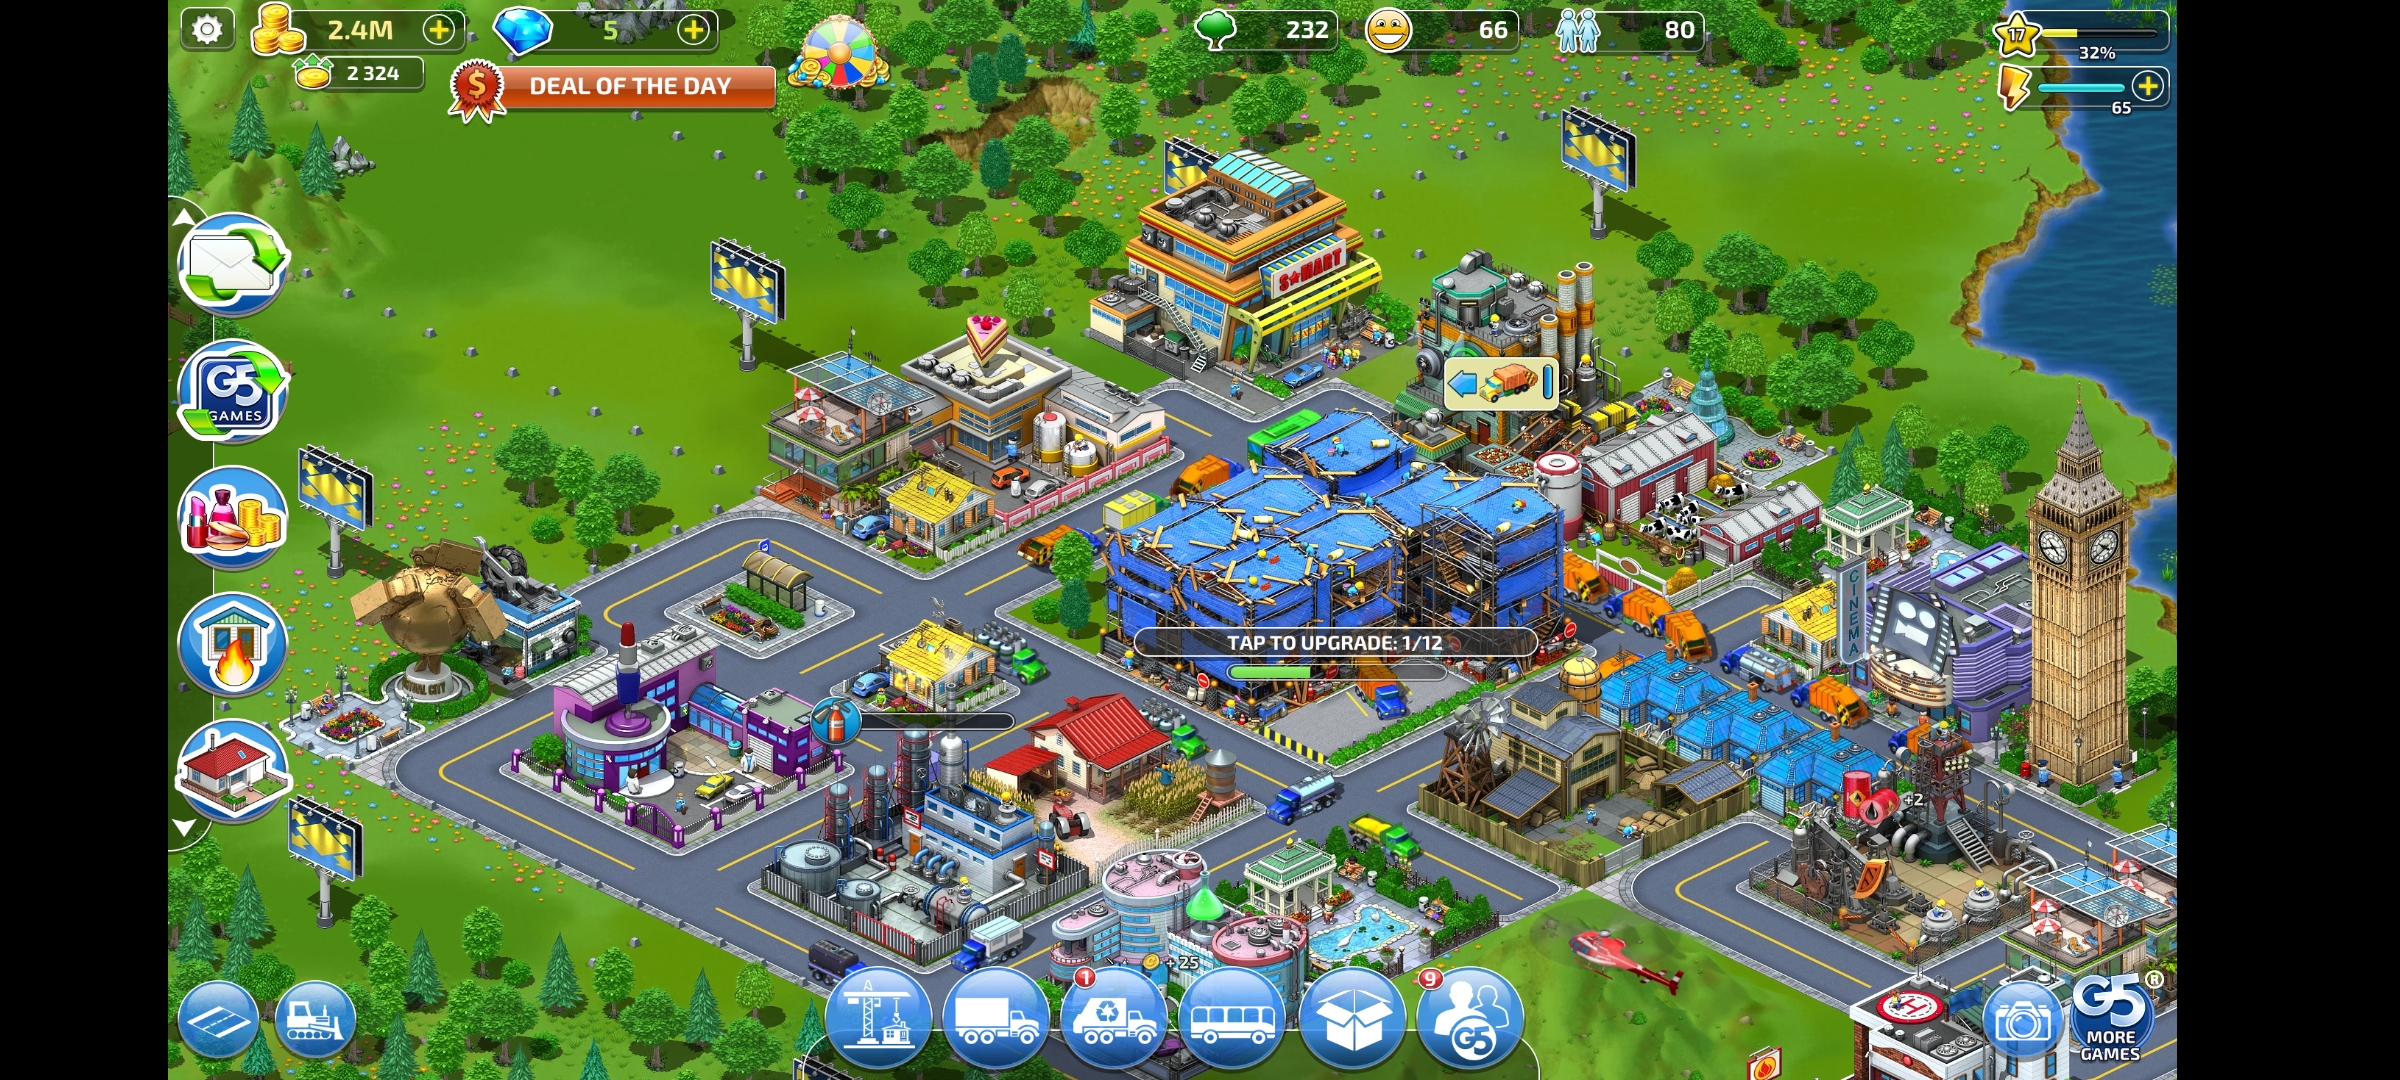 2.4M
5
232
66
80
17
32%
2 324
DEAL OF THE DAY
65
S★MART
G5
GAMES
CINEMA
TAP TO UPGRADE: 1/12
+2
+25
1
9
G5
H
G5
®
MORE
GAMES